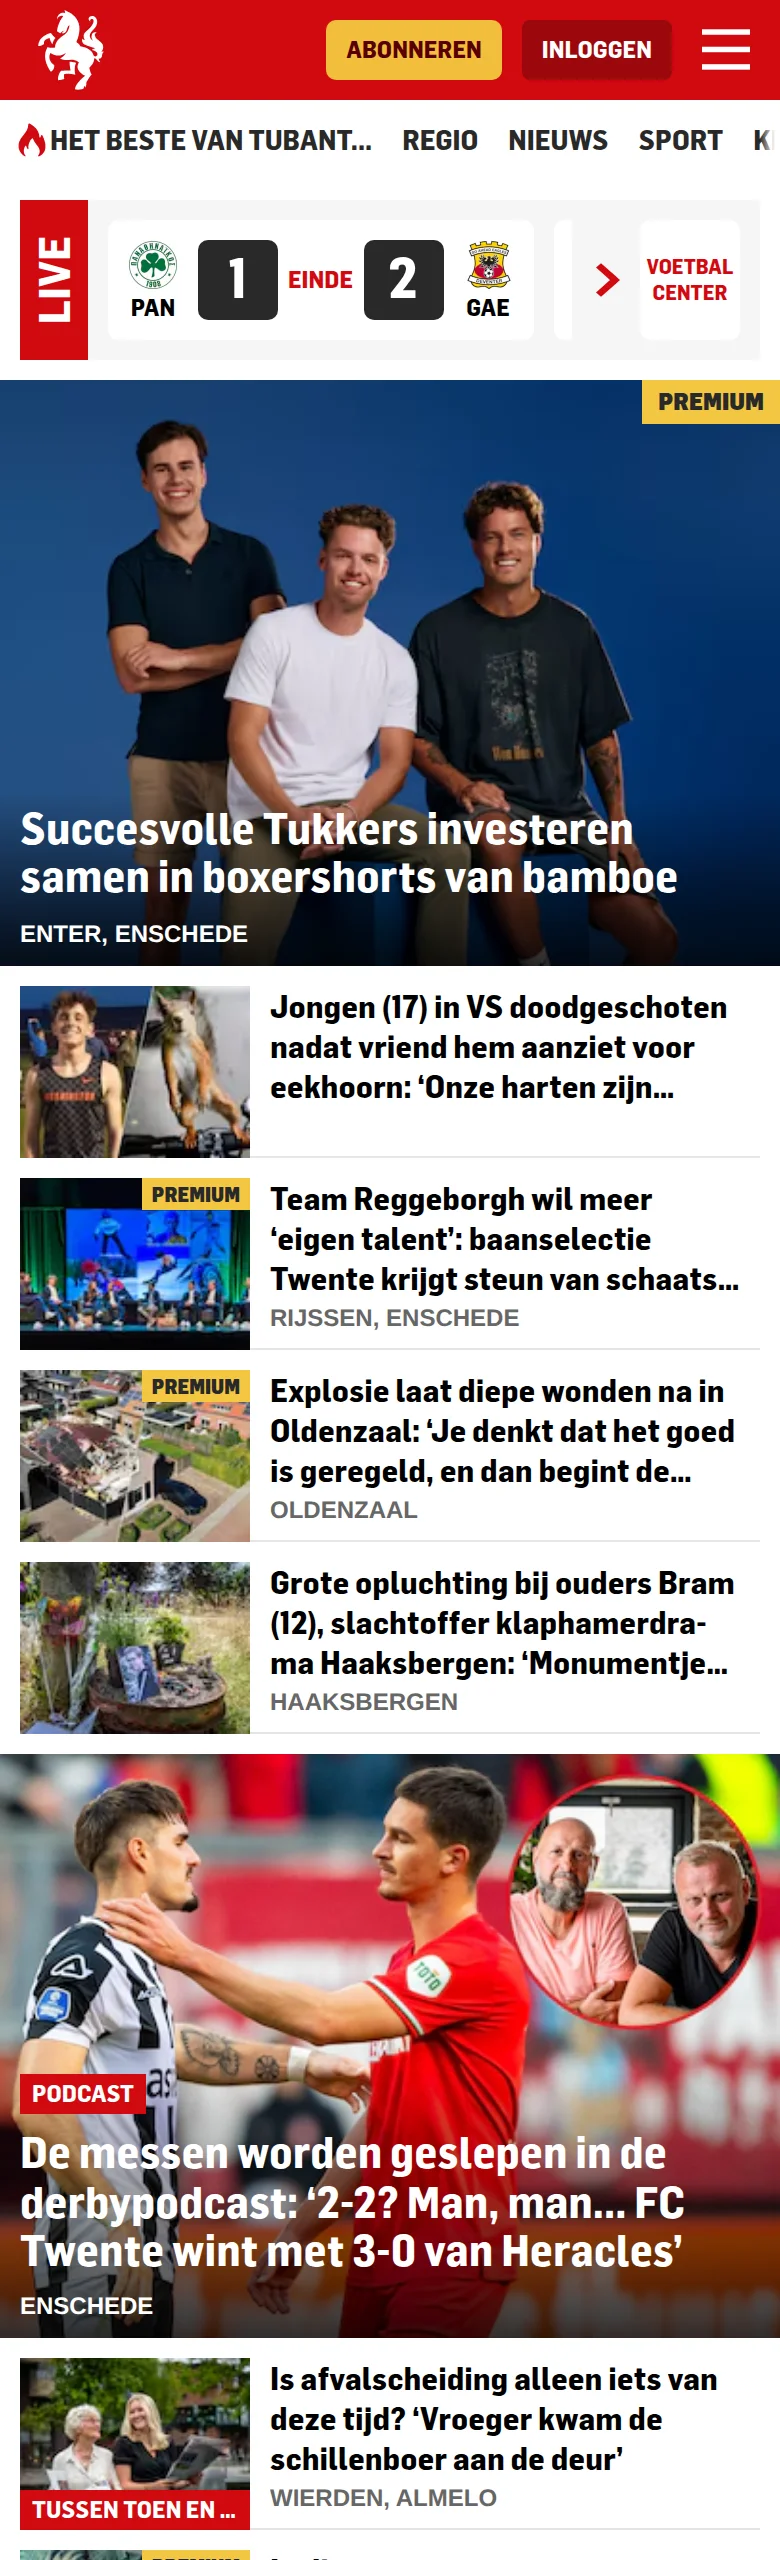 ABONNEREN
INLOGGEN
HET BESTE VAN TUBANT... REGIO NIEUWS SPORT
LIVE
PAN
1
EINDE
2
GAE
VOETBAL
CENTER
PREMIUM
Succesvolle Tukkers investeren
samen in boxershorts van bamboe
ENTER, ENSCHEDE
Jongen (17) in VS doodgeschoten
nadat vriend hem aanziet voor
eekhoorn: ‘Onze harten zijn...
PREMIUM
Team Reggeborgh wil meer
‘eigen talent’: baanselectie
Twente krijgt steun van schaats...
RIJSSEN, ENSCHEDE
PREMIUM
Explosie laat diepe wonden na in
Oldenzaal: ‘Je denkt dat het goed
is geregeld, en dan begint de...
OLDENZAAL
Grote opluchting bij ouders Bram
(12), slachtoffer klaphamerdra-
ma Haaksbergen: ‘Monumentje...
HAAKSBERGEN
TOTO
PODCAST
De messen worden geslepen in de
derbypodcast: ‘2-2? Man, man... FC
Twente wint met 3-0 van Heracles’
ENSCHEDE
Is afvalscheiding alleen iets van
deze tijd? ‘Vroeger kwam de
schillenboer aan de deur’
WIERDEN, ALMELO
TUSSEN TOEN EN ...